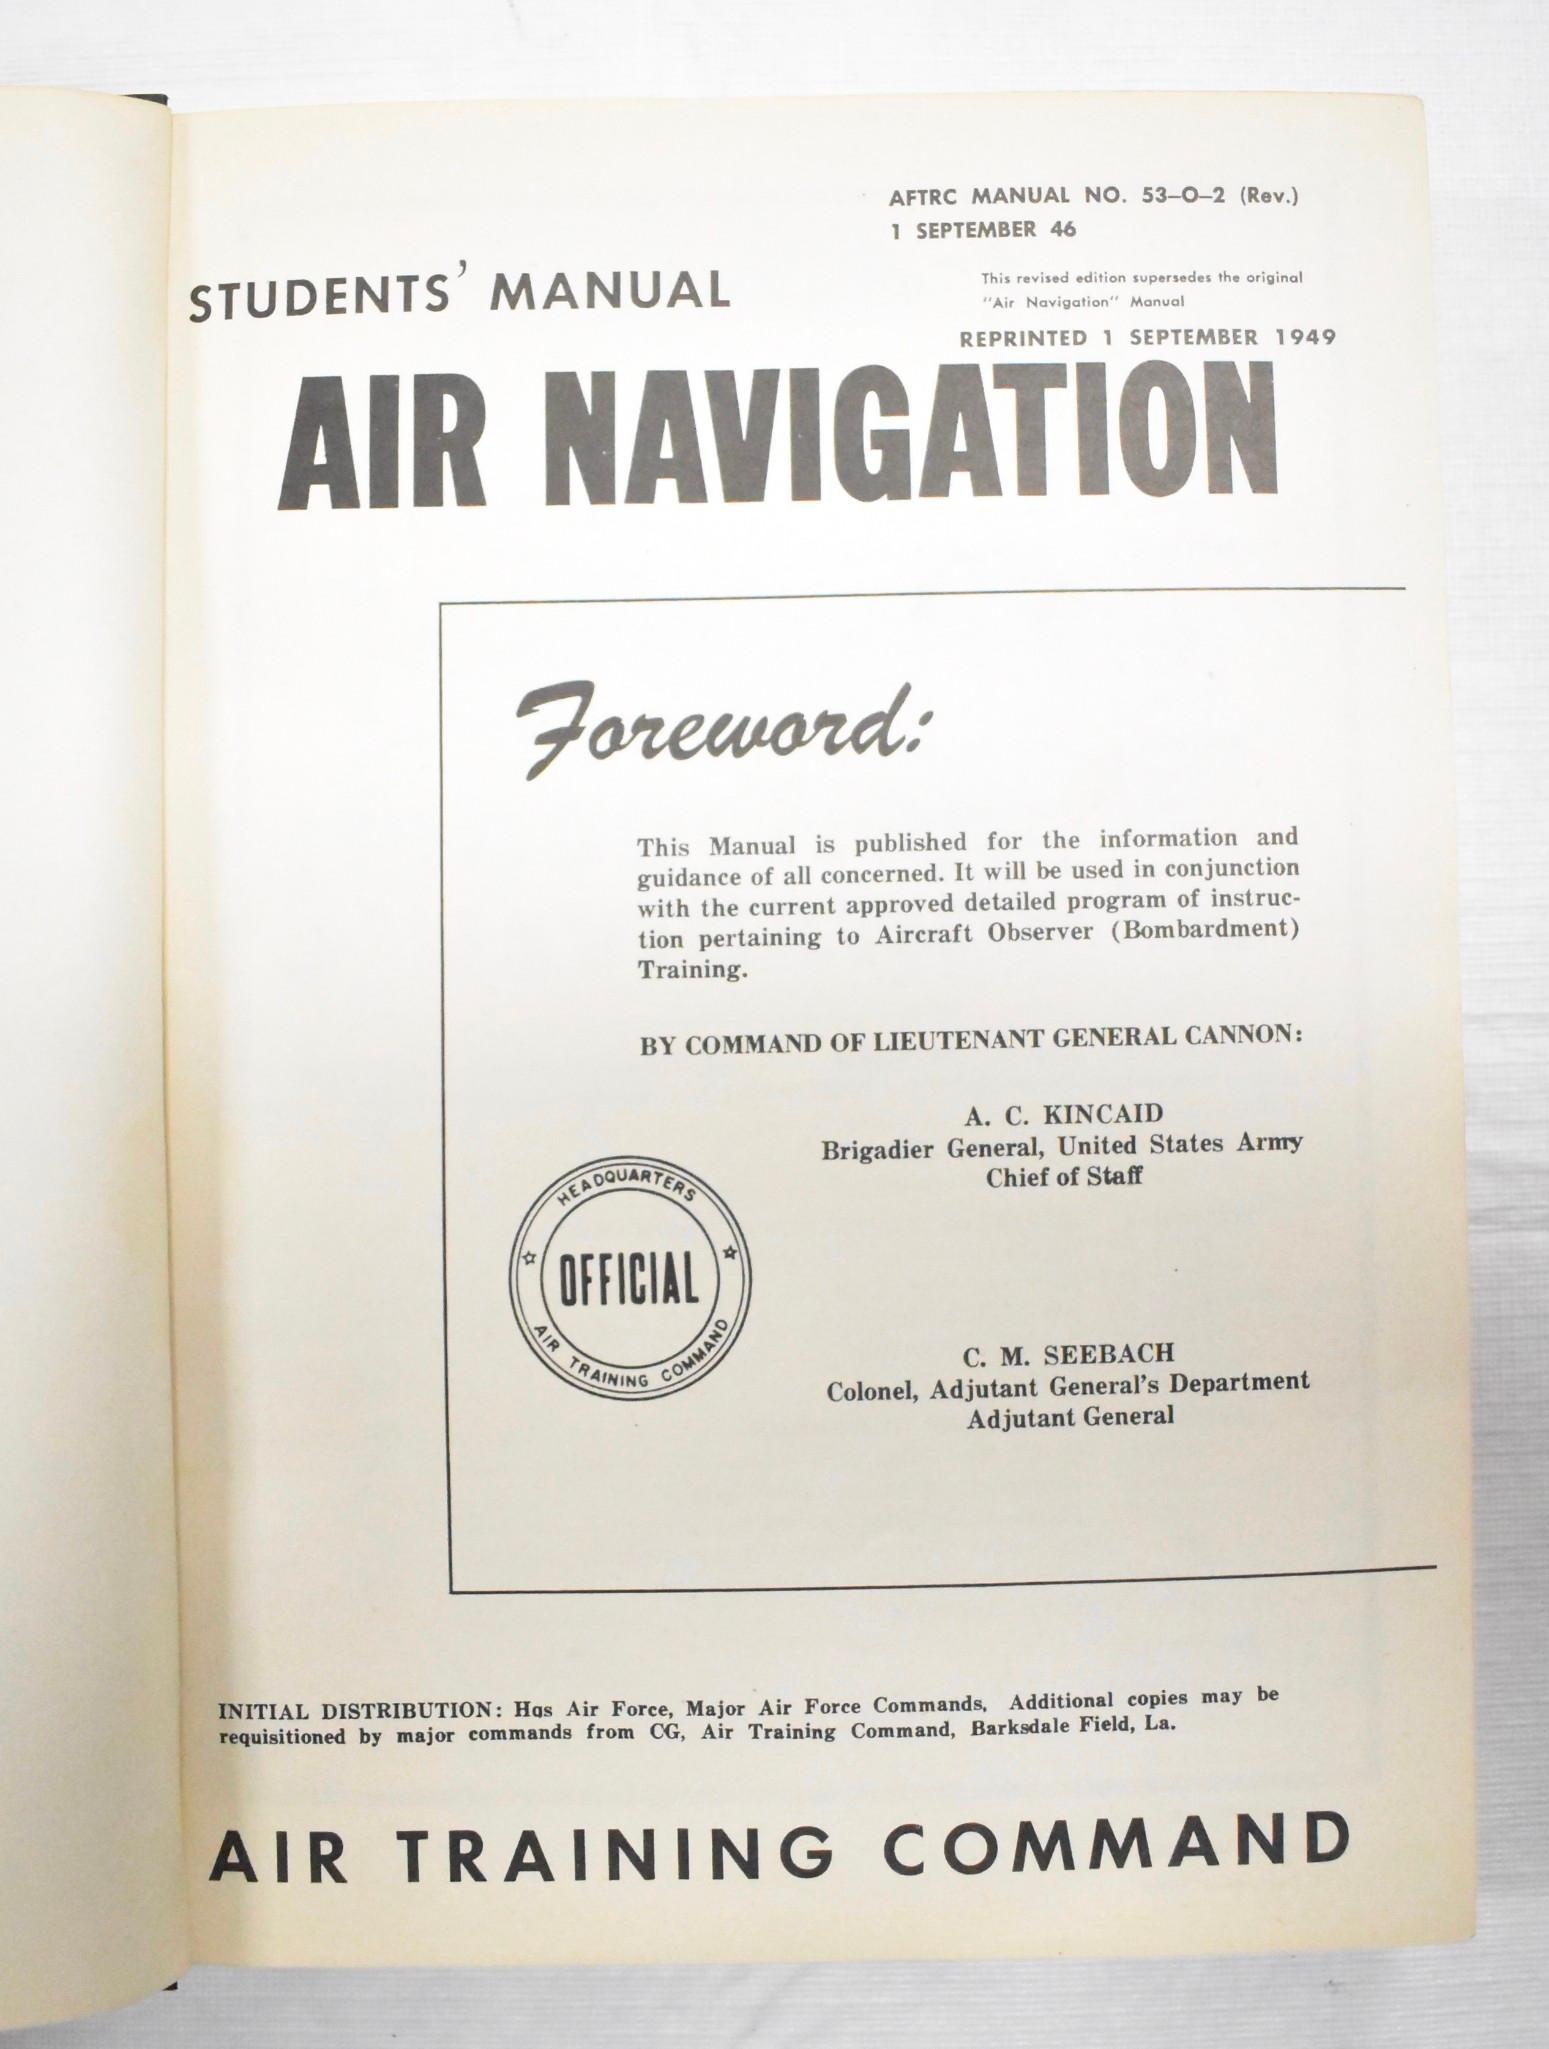 AFTRC MANUAL NO. 53-O-2 (Rev.)
1 SEPTEMBER 46
This revised edition supersedes the original
"Air Navigation" Manual
REPRINTED 1 SEPTEMBER 1949
STUDENTS' MANUAL
AIR NAVIGATION
Foreword:
This Manual is published for the information and
guidance of all concerned. It will be used in conjunction
with the current approved detailed program of instruc-
tion pertaining to Aircraft Observer (Bombardment)
Training.
BY COMMAND OF LIEUTENANT GENERAL CANNON:
A. C. KINCAID
Brigadier General, United States Army
Chief of Staff
HEADQUARTERS
OFFICIAL
AIR TRAINING COMMAND
C. M. SEEBACH
Colonel, Adjutant General's Department
Adjutant General
INITIAL DISTRIBUTION: Hqs Air Force, Major Air Force Commands, Additional copies may be
requisitioned by major commands from CG, Air Training Command, Barksdale Field, La.
AIR TRAINING COMMAND